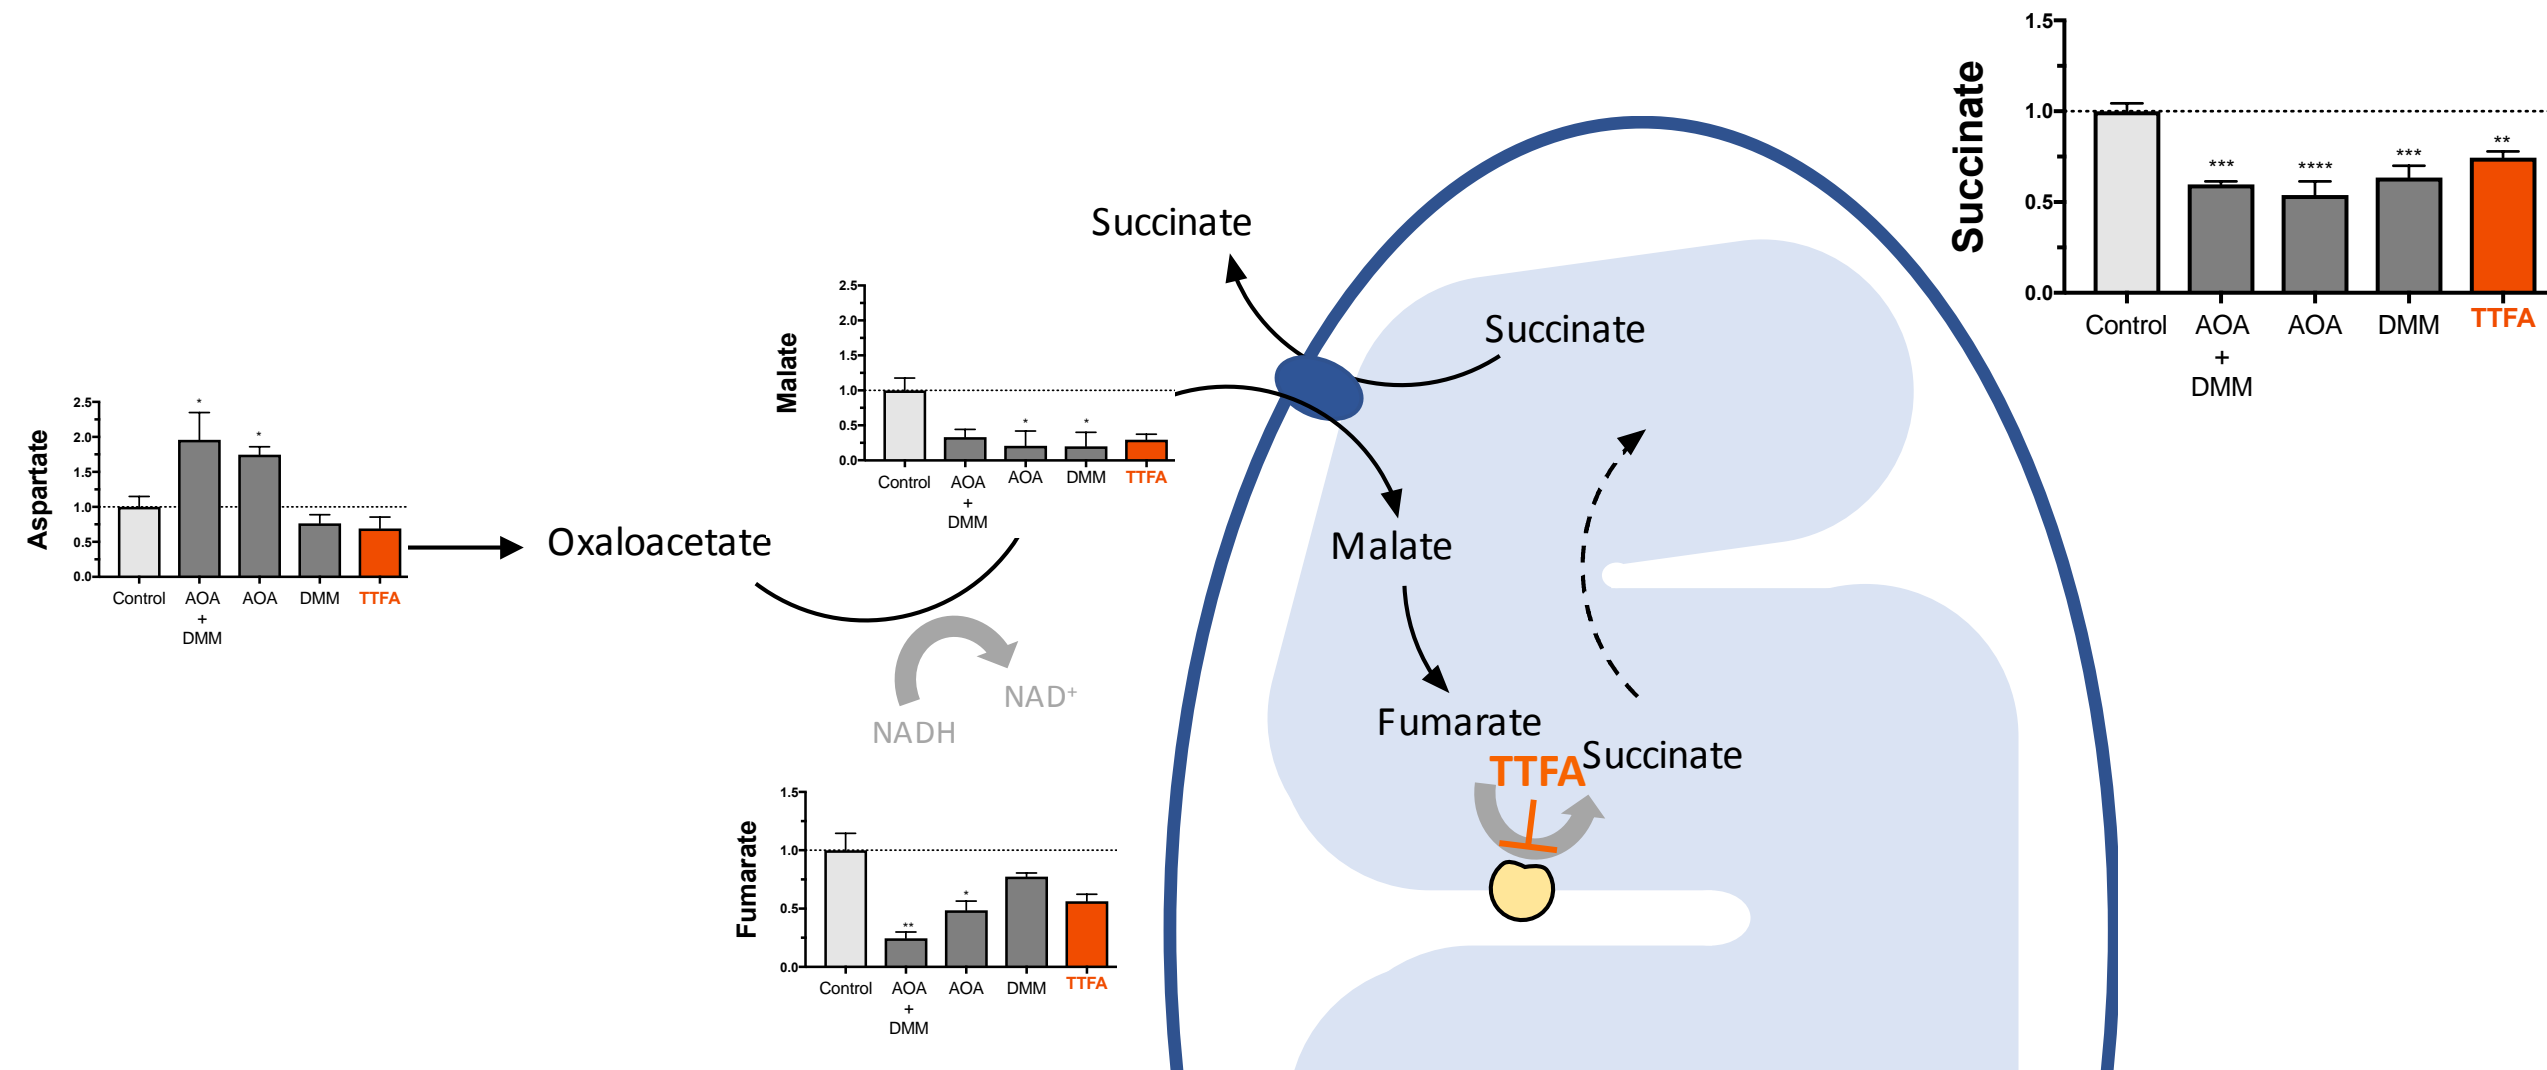 Succinate
1.5
1.0
0.5
0.0
***
****
***
**
Control
AOA
+
DMM
AOA
DMM
TTFA
Succinate
Succinate
Malate
2.5
2.0
1.5
1.0
0.5
0.0
*
*
Control
AOA
+
DMM
AOA
DMM
TTFA
Aspartate
2.5
2.0
1.5
1.0
0.5
0.0
*
*
Control
AOA
+
DMM
AOA
DMM
TTFA
Oxaloacetate
NADH
NAD+
Malate
Fumarate
TTFA
Succinate
Fumarate
1.5
1.0
0.5
0.0
**
*
Control
AOA
+
DMM
AOA
DMM
TTFA